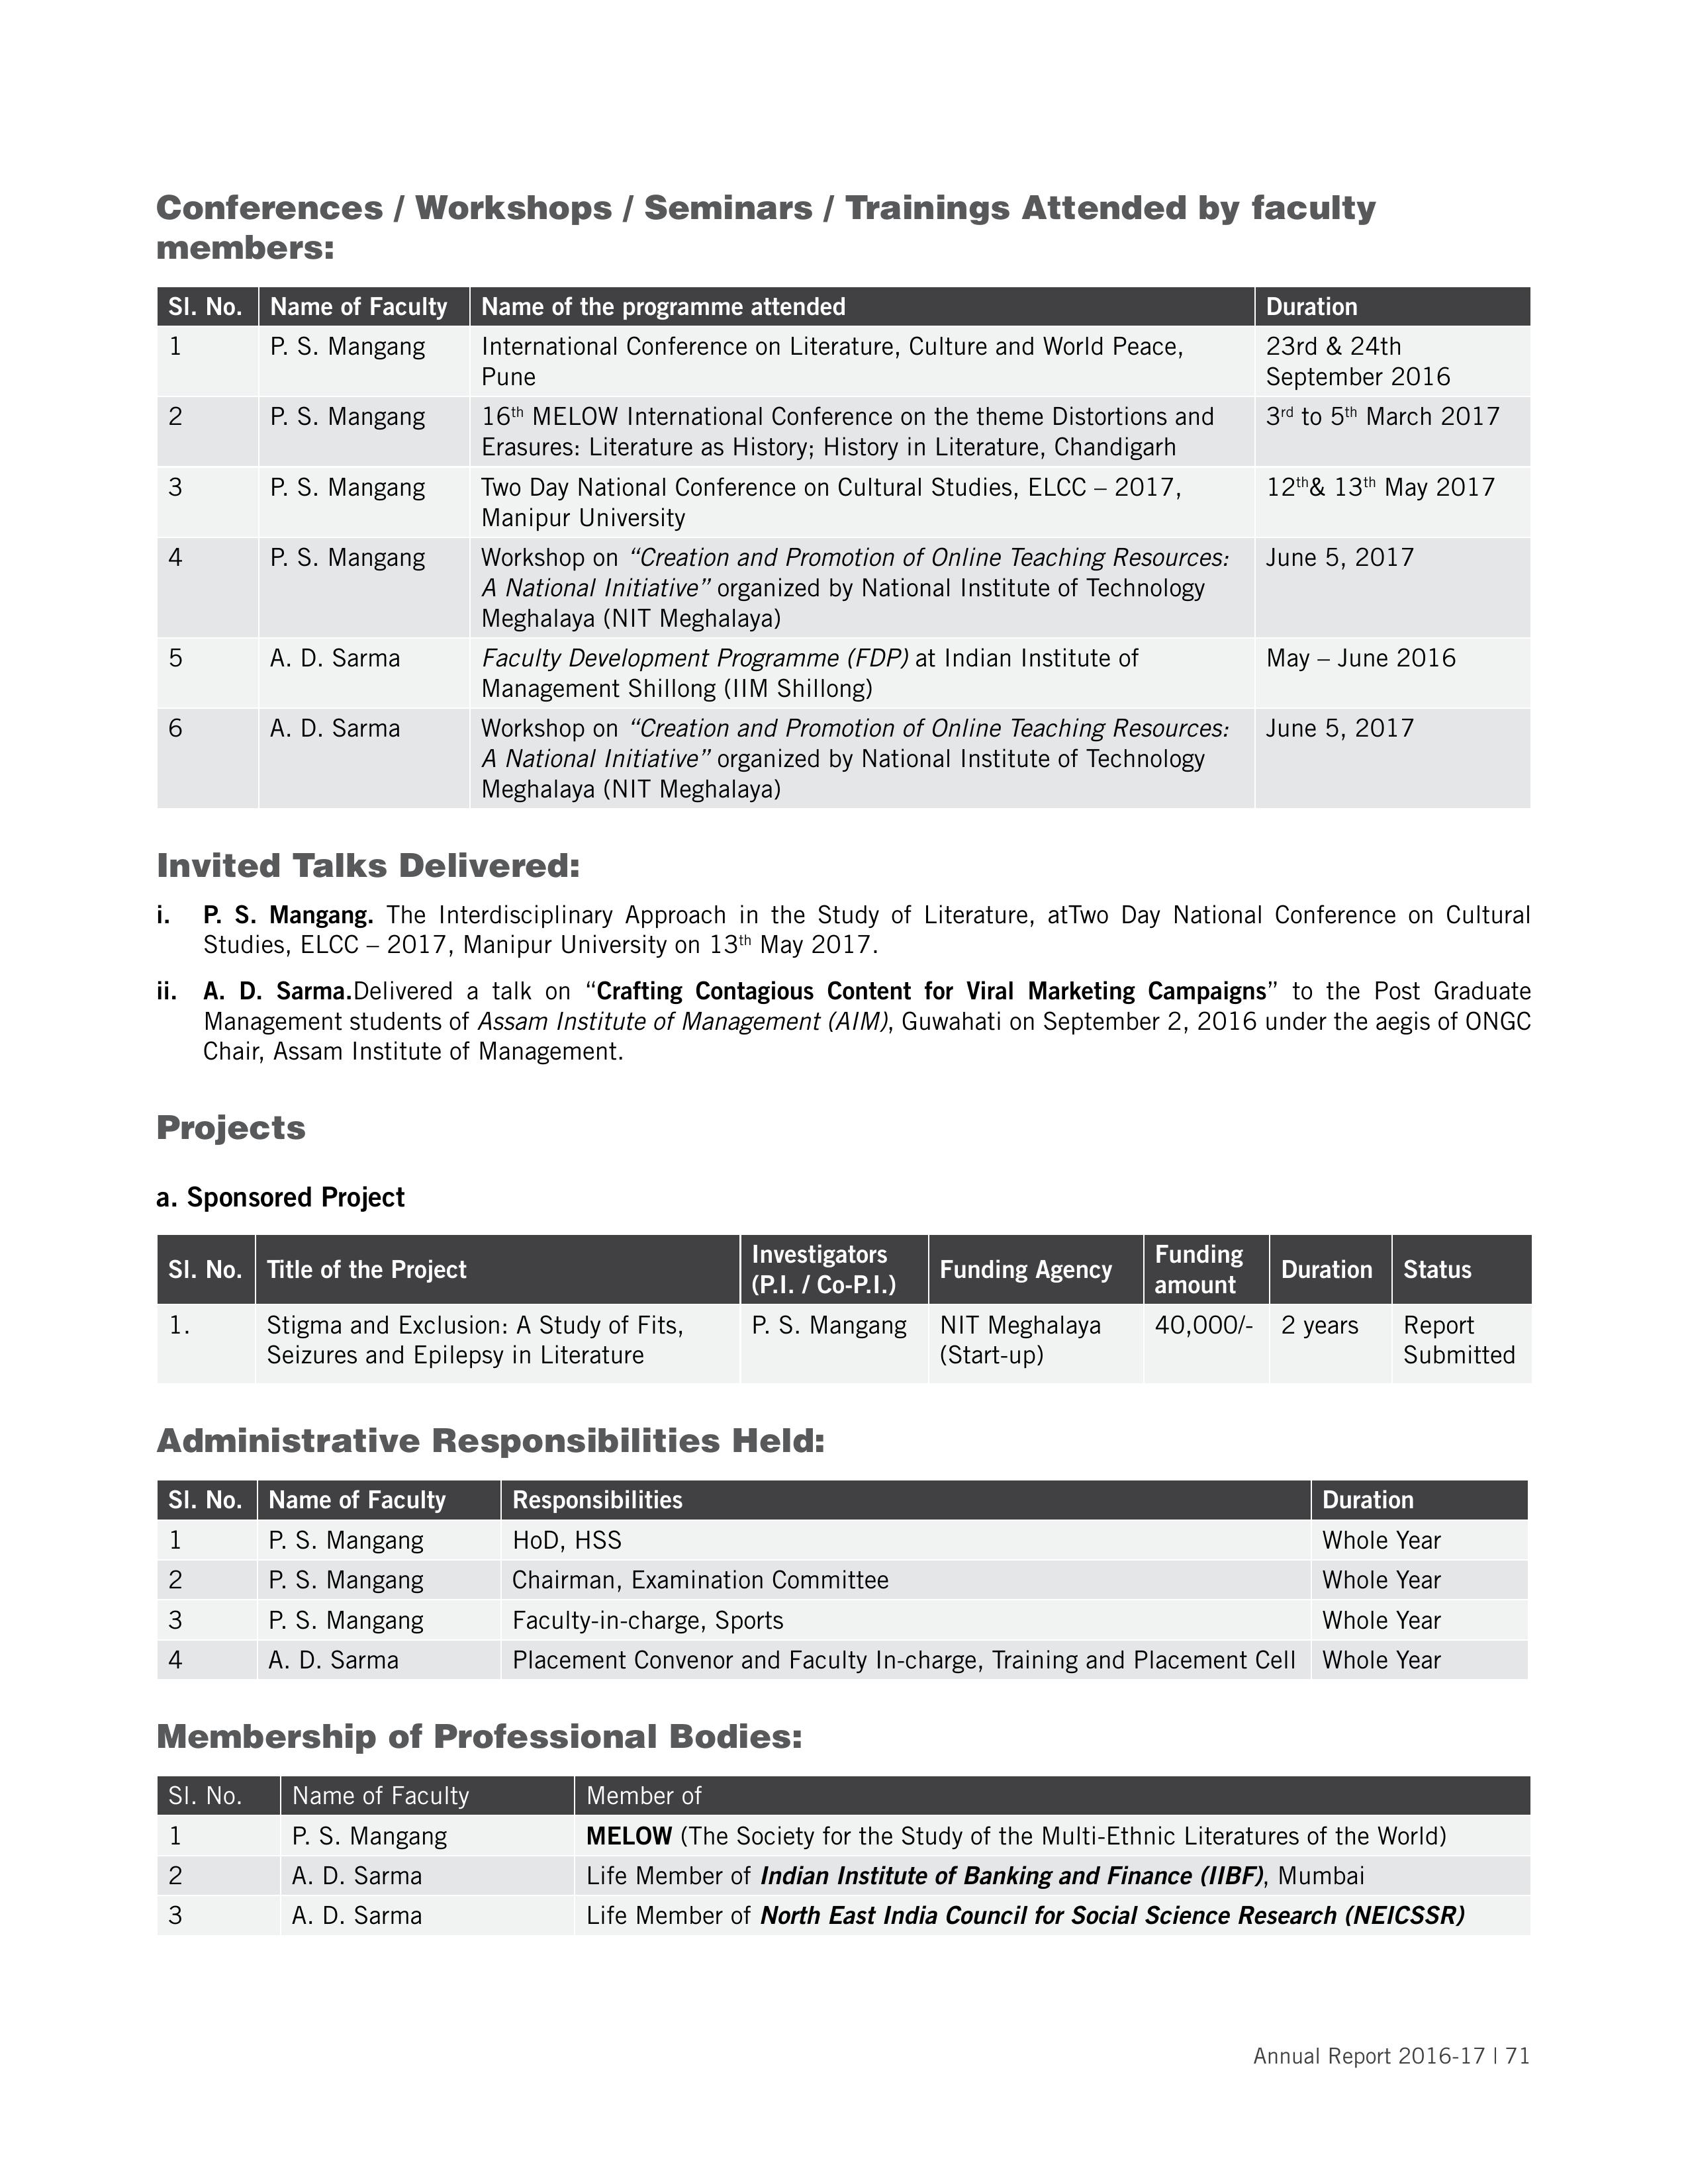 Conferences / Workshops / Seminars / Trainings Attended by faculty
members:
Sl. No. Name of Faculty Name of the programme attended Duration
1 P. S. Mangang International Conference on Literature, Culture and World Peace, 23rd & 24th
Pune September 2016
2 P. S. Mangang 16th MELOW International Conference on the theme Distortions and 3rd to 5th March 2017
Erasures: Literature as History; History in Literature, Chandigarh
3 P. S. Mangang Two Day National Conference on Cultural Studies, ELCC – 2017, 12th& 13th May 2017
Manipur University
4 P. S. Mangang Workshop on “Creation and Promotion of Online Teaching Resources: June 5, 2017
A National Initiative” organized by National Institute of Technology
Meghalaya (NIT Meghalaya)
5 A. D. Sarma Faculty Development Programme (FDP) at Indian Institute of May – June 2016
Management Shillong (IIM Shillong)
6 A. D. Sarma Workshop on “Creation and Promotion of Online Teaching Resources: June 5, 2017
A National Initiative” organized by National Institute of Technology
Meghalaya (NIT Meghalaya)
Invited Talks Delivered:
i. P. S. Mangang. The Interdisciplinary Approach in the Study of Literature, atTwo Day National Conference on Cultural
Studies, ELCC – 2017, Manipur University on 13th May 2017.
ii. A. D. Sarma.Delivered a talk on “Crafting Contagious Content for Viral Marketing Campaigns” to the Post Graduate
Management students of Assam Institute of Management (AIM), Guwahati on September 2, 2016 under the aegis of ONGC
Chair, Assam Institute of Management.
Projects
a. Sponsored Project
Sl. No. Title of the Project Investigators (P.I. / Co-P.I.) Funding Agency Funding amount Duration Status
1. Stigma and Exclusion: A Study of Fits, P. S. Mangang NIT Meghalaya 40,000/- 2 years Report
Seizures and Epilepsy in Literature (Start-up) Submitted
Administrative Responsibilities Held:
Sl. No. Name of Faculty Responsibilities Duration
1 P. S. Mangang HoD, HSS Whole Year
2 P. S. Mangang Chairman, Examination Committee Whole Year
3 P. S. Mangang Faculty-in-charge, Sports Whole Year
4 A. D. Sarma Placement Convenor and Faculty In-charge, Training and Placement Cell Whole Year
Membership of Professional Bodies:
Sl. No. Name of Faculty Member of
1 P. S. Mangang MELOW (The Society for the Study of the Multi-Ethnic Literatures of the World)
2 A. D. Sarma Life Member of Indian Institute of Banking and Finance (IIBF), Mumbai
3 A. D. Sarma Life Member of North East India Council for Social Science Research (NEICSSR)
Annual Report 2016-17 | 71